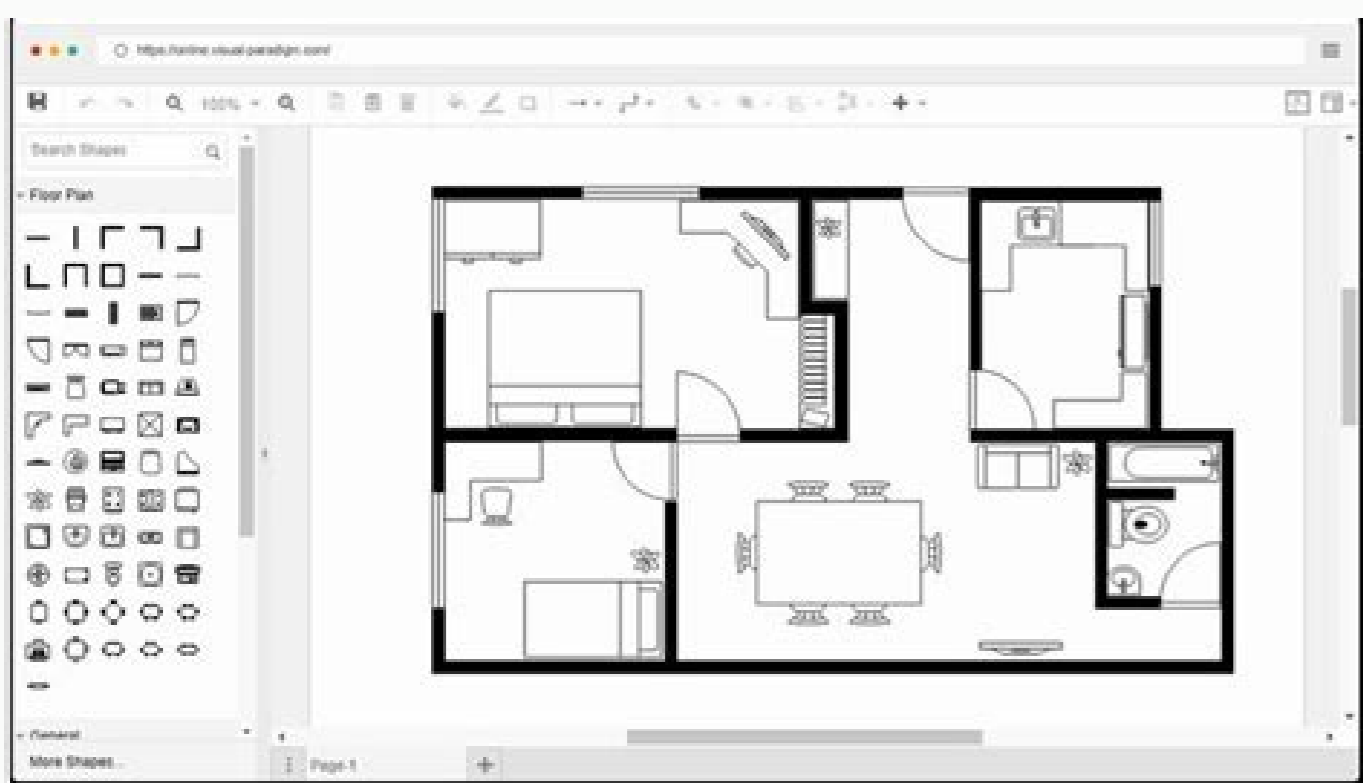 https://online.visual-paradigm.com/
100%
Search Shapes
Floor Plan
General
More Shapes...
Page-1